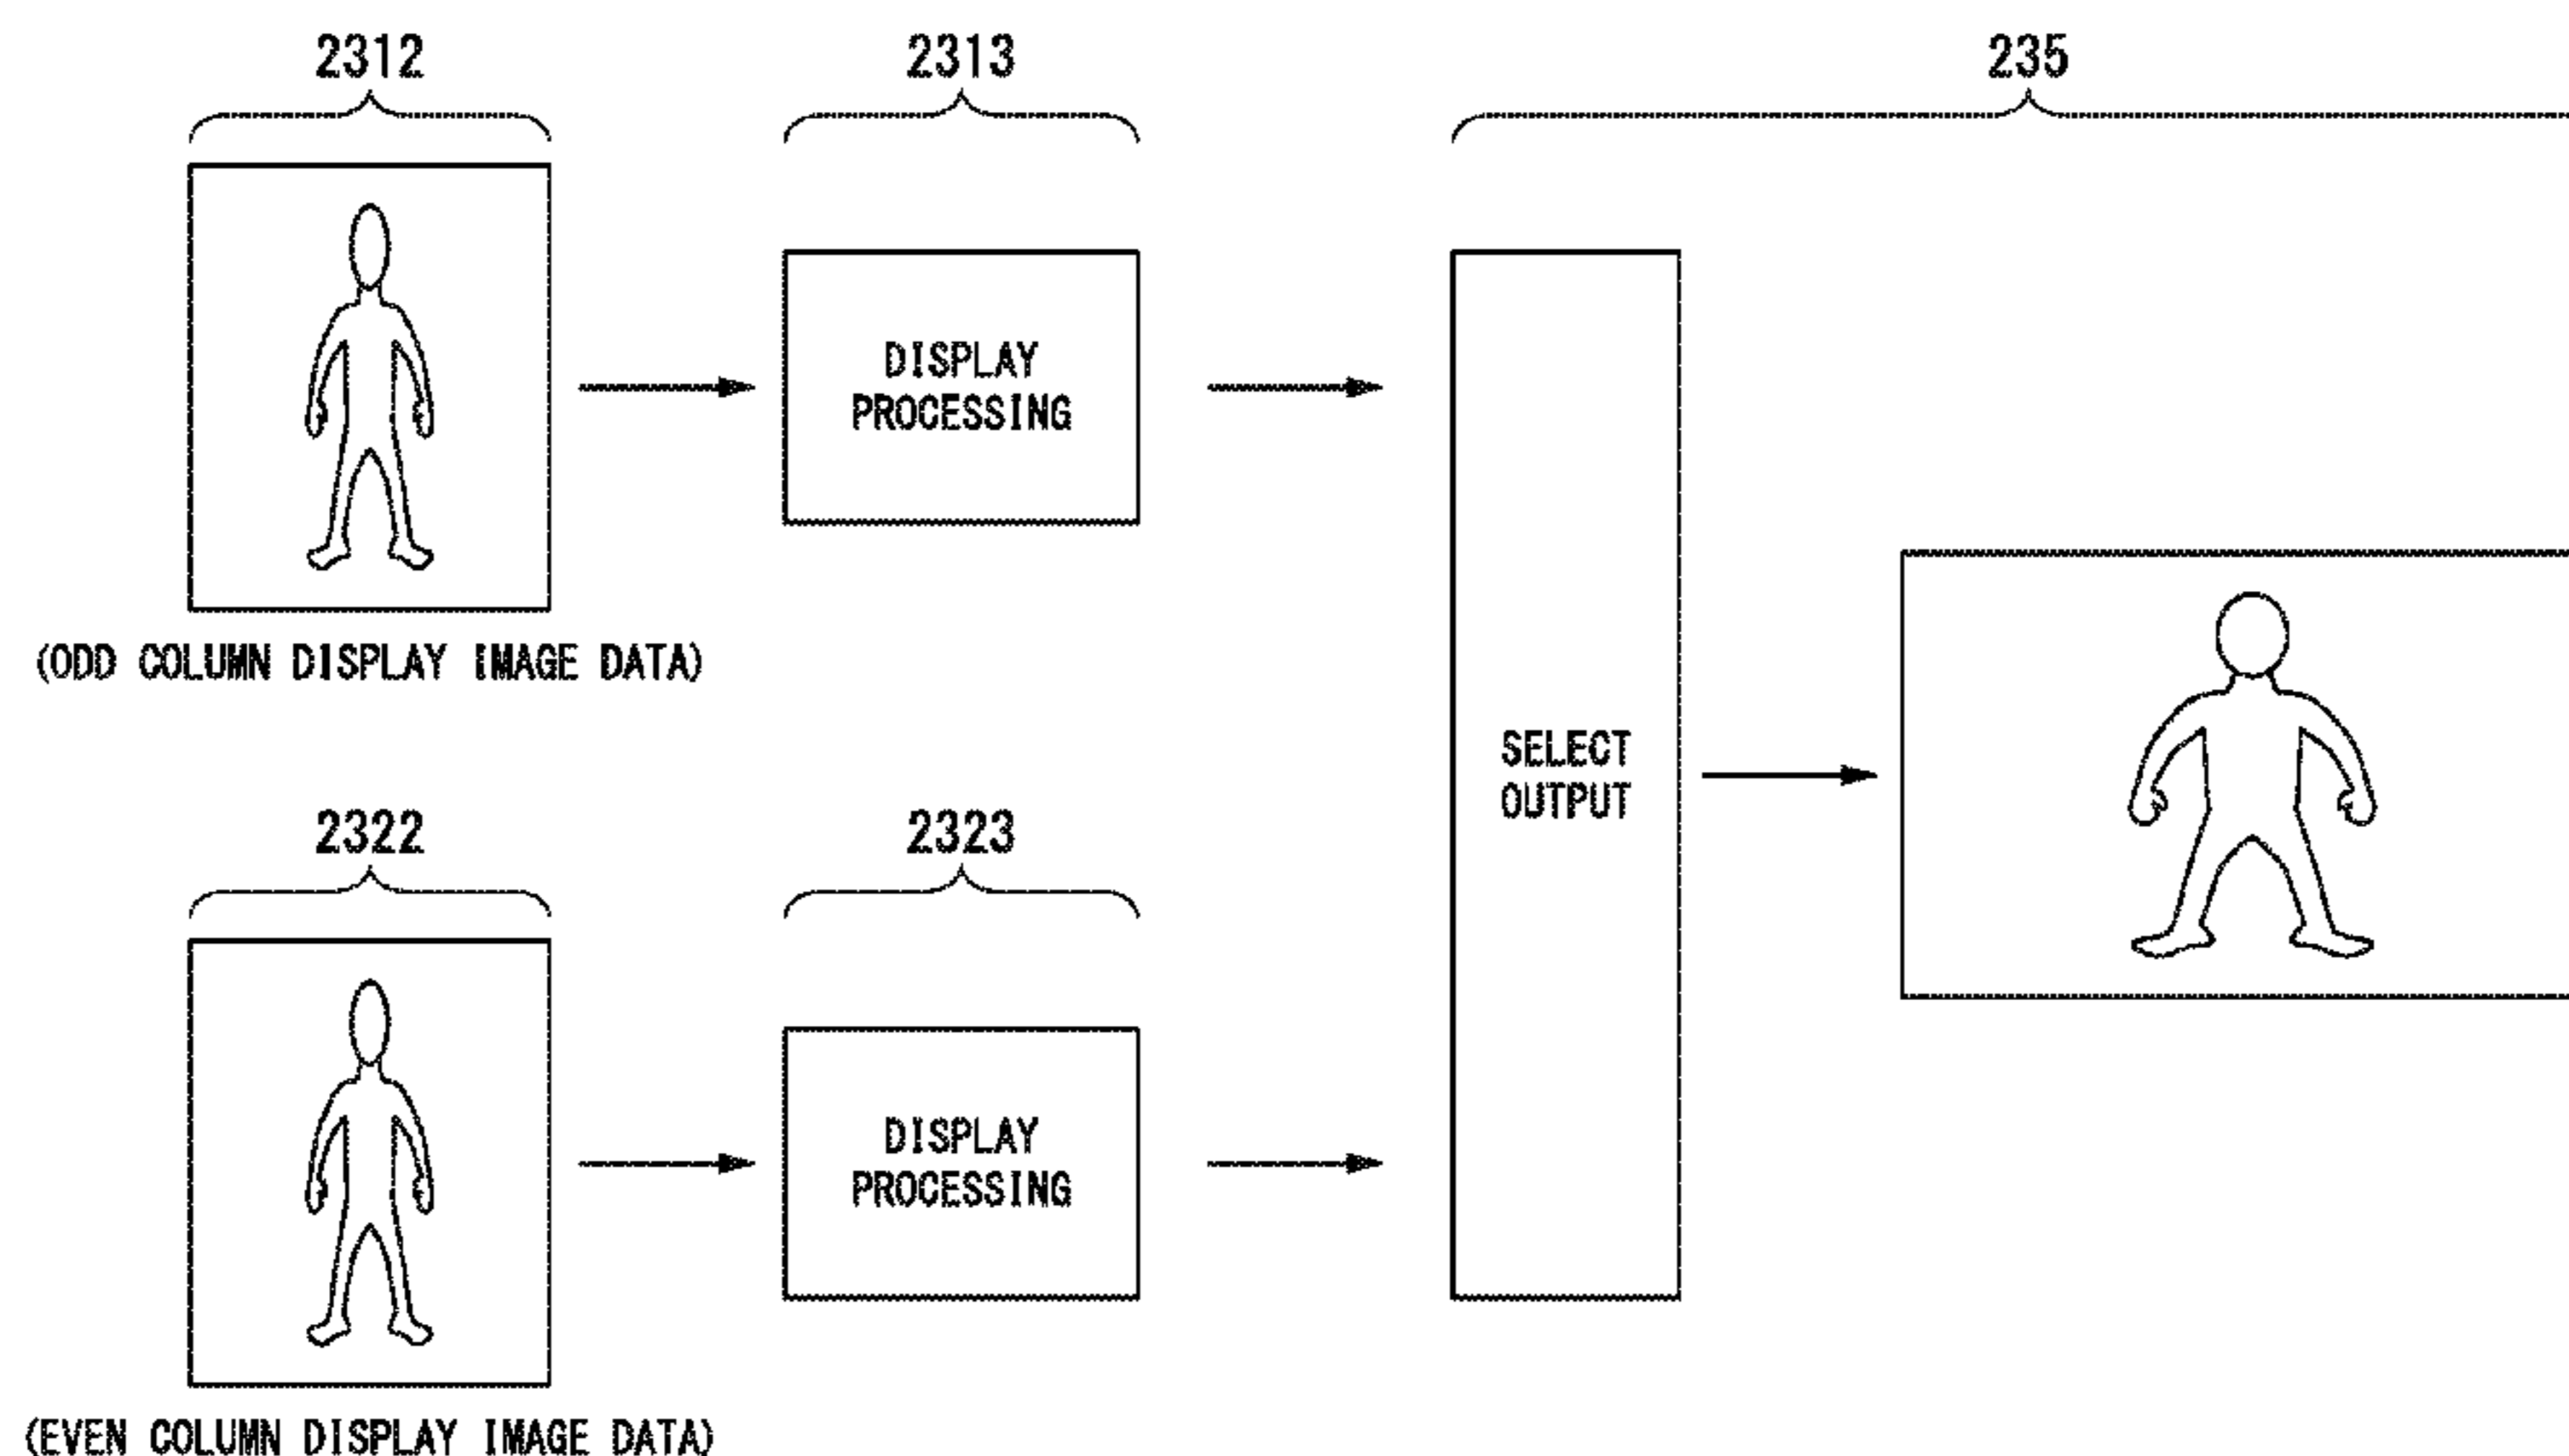 2312
2313
235
DISPLAY
PROCESSING
(ODD COLUMN DISPLAY IMAGE DATA)
SELECT
OUTPUT
2322
2323
DISPLAY
PROCESSING
(EVEN COLUMN DISPLAY IMAGE DATA)